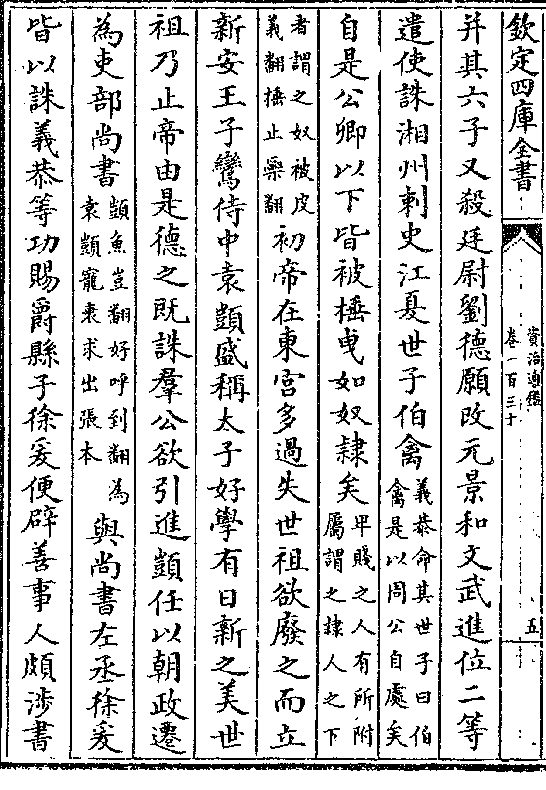 欽定四庫全書
資治通鑑
卷一百三十
五
并其六子又殺廷尉劉德願改元景和文武進位二等
遣使誅湘州刺史江夏世子伯禽
義恭命其世子曰伯
禽是以周公自處矣
自是公卿以下皆被捶曵如奴隸矣
卑賤之人有所附
屬謂之隸人之下
者謂之奴被皮
義翻捶止橤翻
初帝在東宫多過失世祖欲廢之而立
新安王子鸞侍中袁顗盛稱太子好學有日新之美世
祖乃止帝由是德之既誅羣公欲引進顗任以朝政遷
為吏部尚書
顗魚豈翻好呼到翻為
袁顗寵衰求出張本
與尚書左丞徐爰
皆以誅義恭等功賜爵縣子徐爰便辟善事人頗涉書